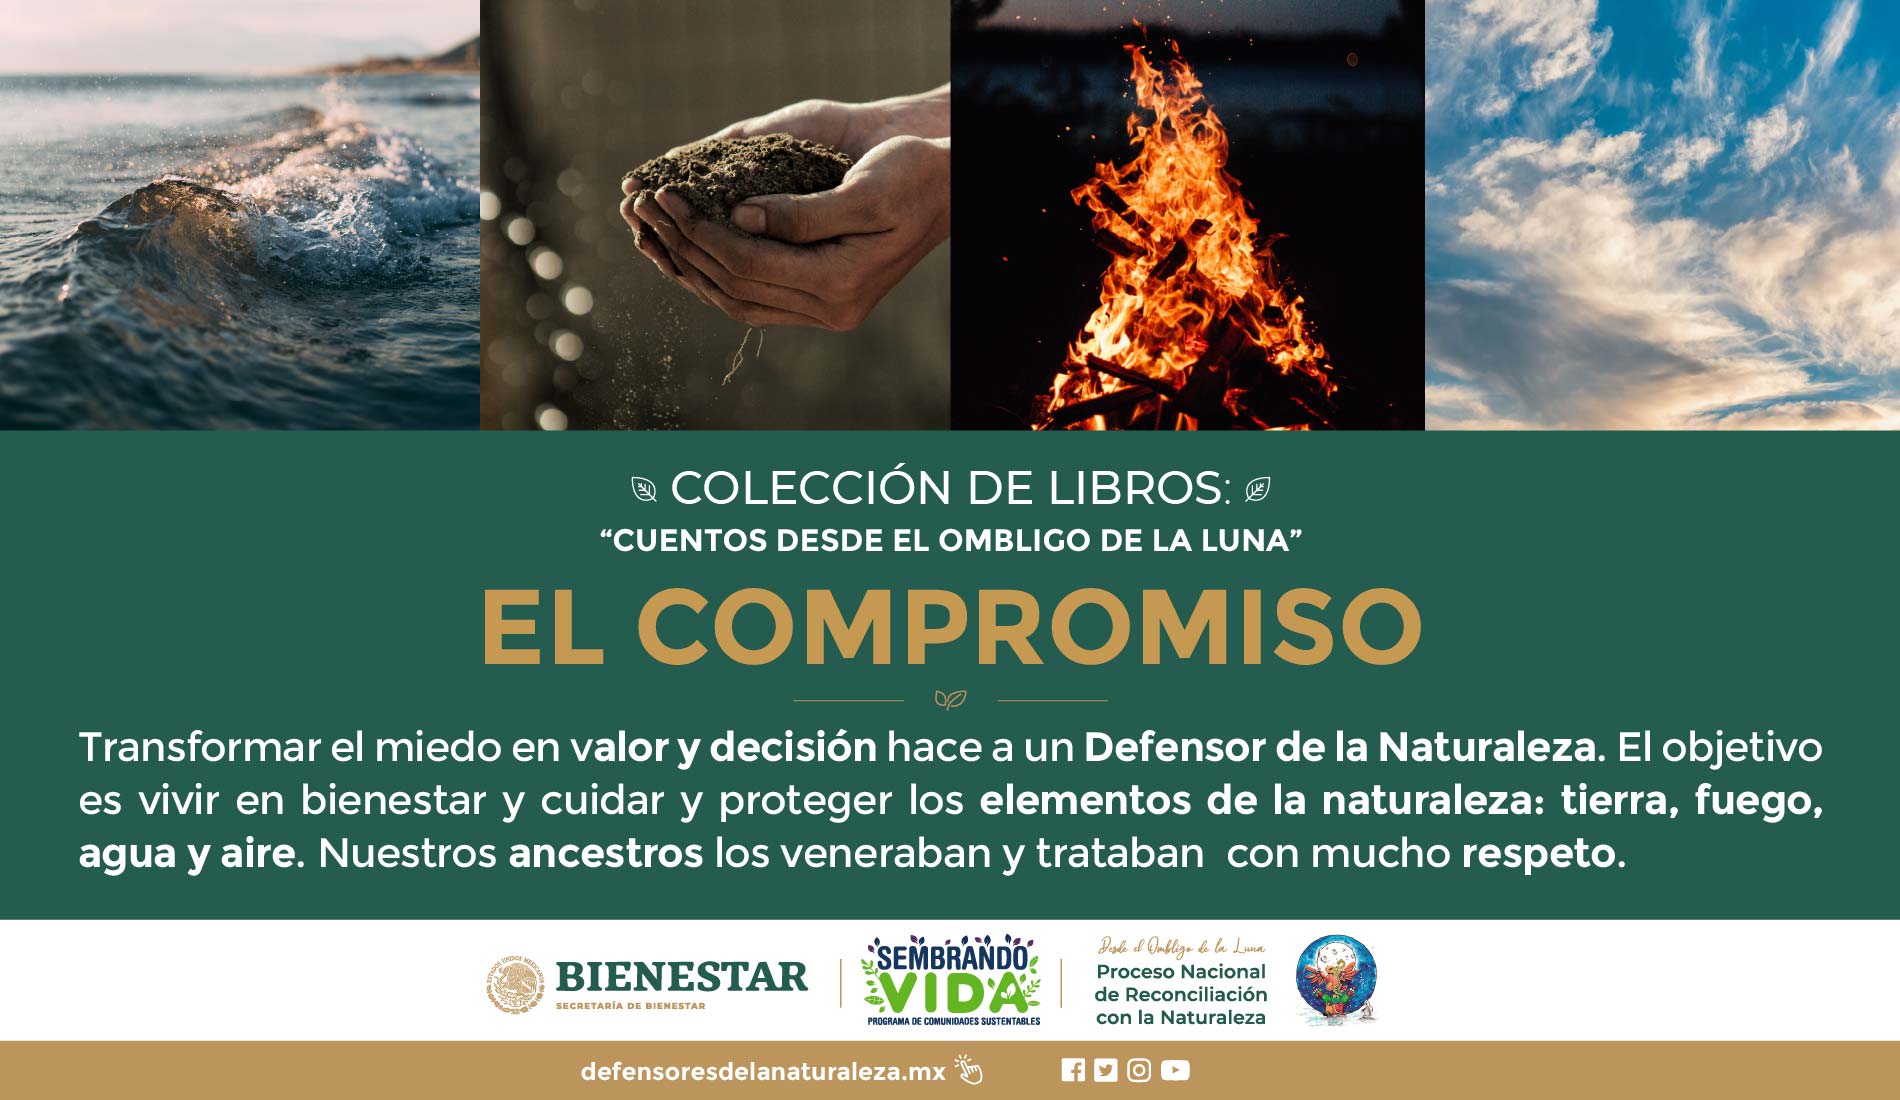 COLECCIÓN DE LIBROS:
“CUENTOS DESDE EL OMBLIGO DE LA LUNA”
EL COMPROMISO
Transformar el miedo en valor y decisión hace a un Defensor de la Naturaleza. El objetivo
es vivir en bienestar y cuidar y proteger los elementos de la naturaleza: tierra, fuego,
agua y aire. Nuestros ancestros los veneraban y trataban con mucho respeto.
ESTADOS UNIDOS MEXICANOS
BIENESTAR
SECRETARÍA DE BIENESTAR
SEMBRANDO
VIDA
PROGRAMA DE COMUNIDADES SUSTENTABLES
Desde el Ombligo de la Luna
Proceso Nacional
de Reconciliación
con la Naturaleza
defensoresdelanaturaleza.mx